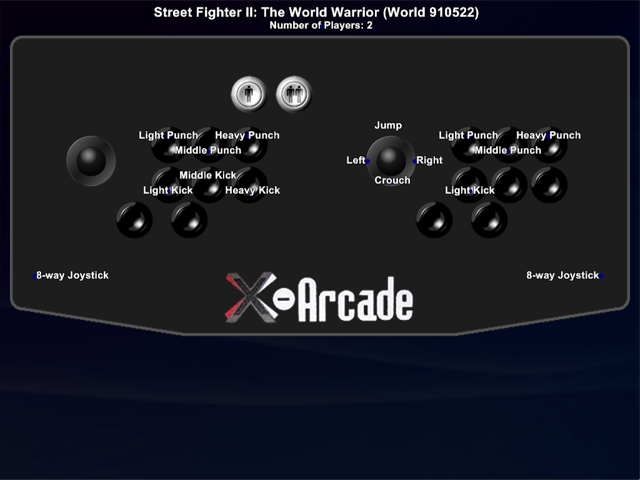 Street Fighter II: The World Warrior (World 910522)
Number of Players: 2
Jump
Light Punch Heavy Punch
Middle Punch
Light Punch Heavy Punch
Middle Punch
Left Right
Middle Kick
Crouch
Light Kick Heavy Kick
Light Kick
8-way Joystick
8-way Joystick
X-Arcade